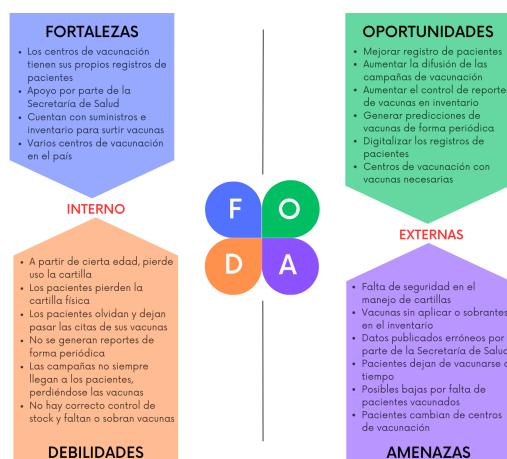 FORTALEZAS
• Los centros de vacunación
tienen sus propios registros de
pacientes
• Apoyo por parte de la
Secretaría de Salud
• Cuentan con suministros e
inventario para surtir vacunas
• Varios centros de vacunación
en el país
INTERNO
• A partir de cierta edad, pierde
uso la cartilla
• Los pacientes pierden la
cartilla física
• Los pacientes olvidan y dejan
pasar las citas de sus vacunas
• No se generan reportes de
forma periódica
• Las campañas no siempre
llegan a los pacientes,
perdiéndose las vacunas
• No hay correcto control de
stock y faltan o sobran vacunas
DEBILIDADES
F O
D A
OPORTUNIDADES
• Mejorar registro de pacientes
• Aumentar la difusión de las
campañas de vacunación
• Aumentar el control de reporte
de vacunas en inventario
• Generar predicciones de
vacunas de forma periódica
• Digitalizar los registros de
pacientes
• Centros de vacunación con
vacunas necesarias
EXTERNAS
• Falta de seguridad en el
manejo de cartillas
• Vacunas sin aplicar o sobrantes
en el inventario
• Datos publicados erróneos por
parte de la Secretaría de Salud
• Pacientes dejan de vacunarse
tiempo
• Posibles bajas por falta de
pacientes vacunados
• Pacientes cambian de centros
de vacunación
AMENAZAS